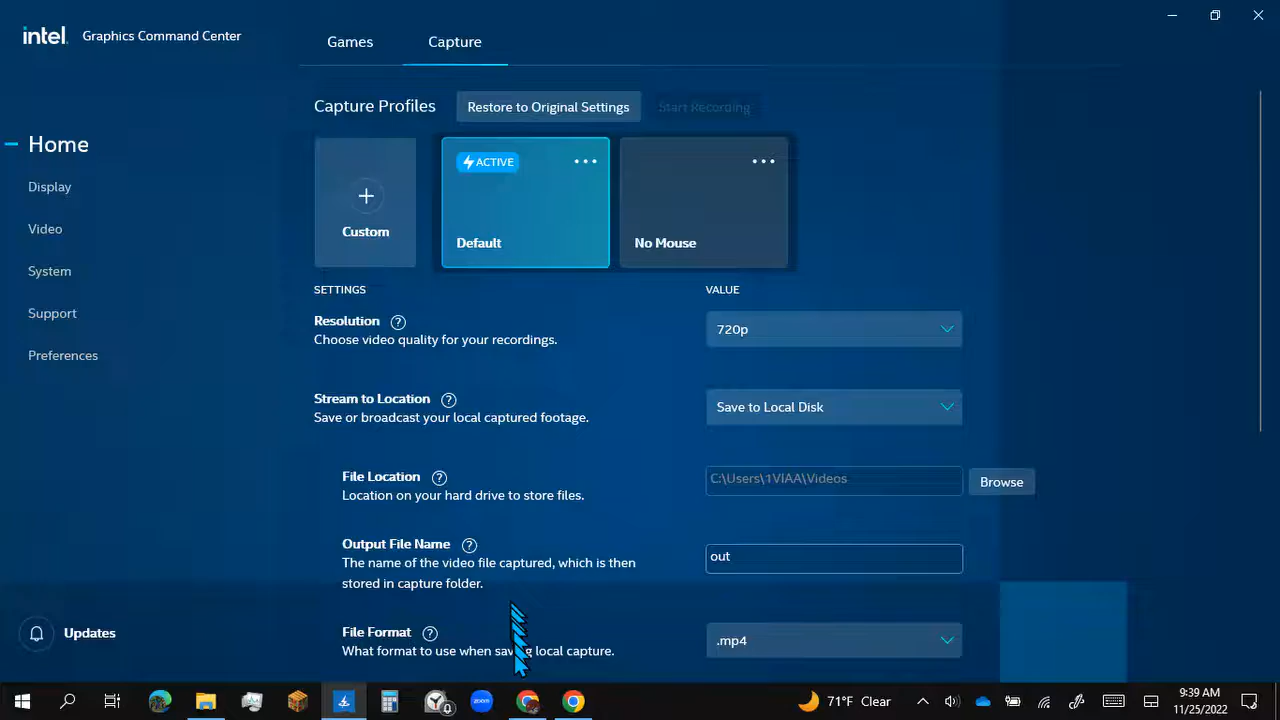 intel. Graphics Command Center
Games
Capture
Capture Profiles
Restore to Original Settings
Start Recording
Home
Display
Video
System
Support
Preferences
Custom
ACTIVE
Default
No Mouse
SETTINGS
VALUE
Resolution ?
Choose video quality for your recordings.
720p
Stream to Location ?
Save or broadcast your local captured footage.
Save to Local Disk
File Location ?
Location on your hard drive to store files.
C:\Users\1VIAA\Videos
Browse
Output File Name ?
The name of the video file captured, which is then
stored in capture folder.
out
File Format ?
What format to use when saving local capture.
.mp4
Updates
zoom
71°F Clear
9:39 AM
11/25/2022